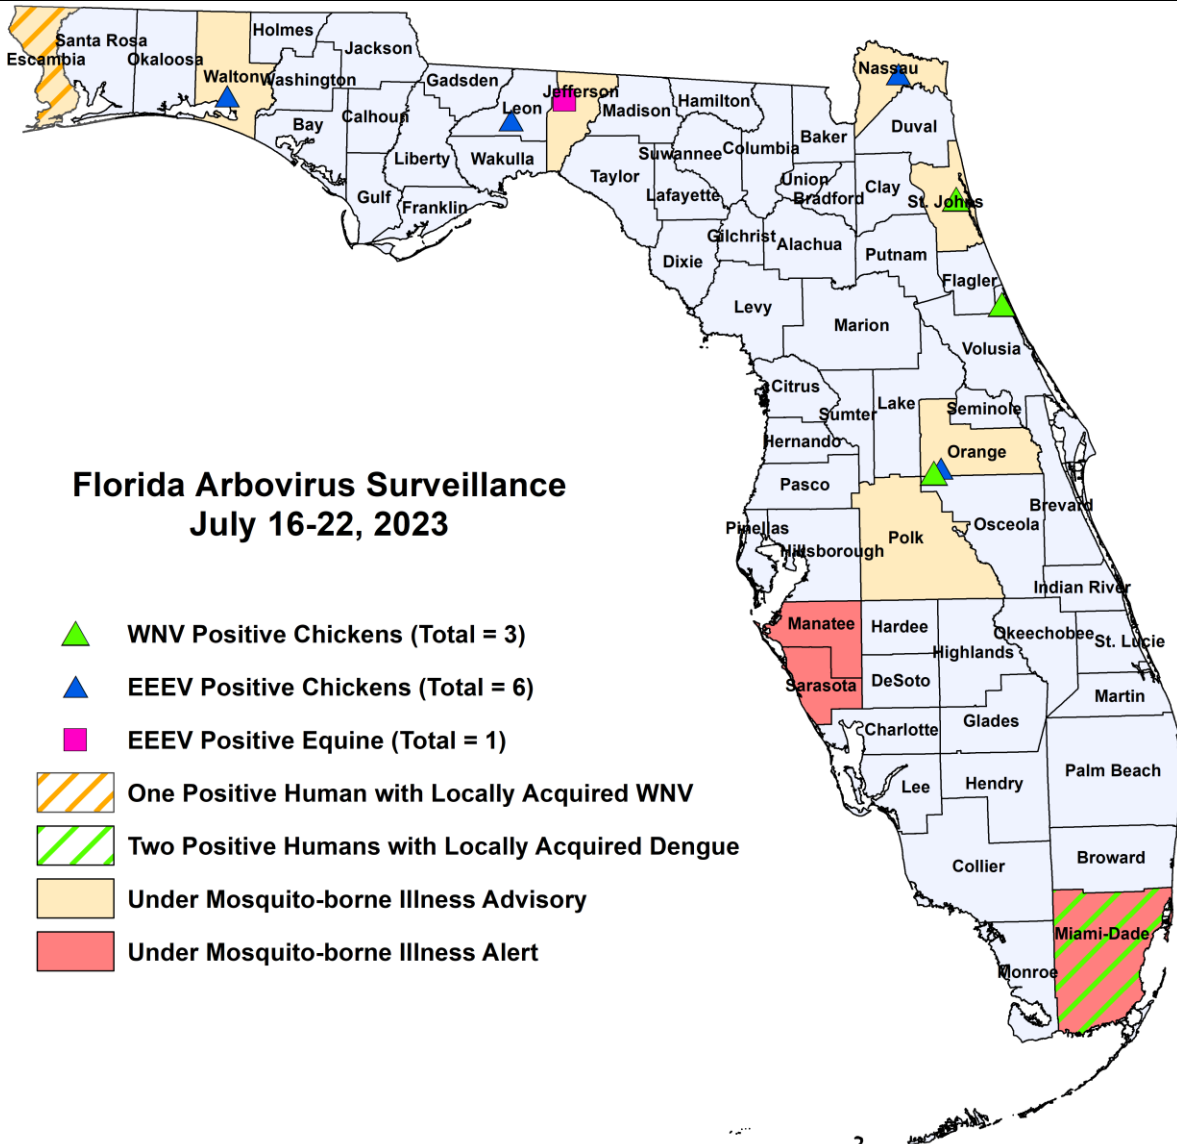 Holmes
Santa Rosa
Jackson
Escambia
Okaloosa
Walton
Washington
Gadsden
Jefferson
Leon
Madison
Hamilton
Nassau
Calhoun
Bay
Baker
Duval
Liberty
Wakulla
Suwannee
Columbia
Taylor
Union
Clay
Lafayette
Bradford
St. Johns
Gulf
Franklin
Gilchrist
Alachua
Putnam
Dixie
Flagler
Levy
Marion
Volusia
Citrus
Lake
Sumter
Seminole
Hernando
Orange
Pasco
Florida Arbovirus Surveillance
July 16-22, 2023
Brevard
Pinellas
Osceola
Polk
Hillsborough
Indian River
Manatee
Hardee
Okeechobee
St. Lucie
Highlands
DeSoto
Sarasota
Martin
Glades
Charlotte
Palm Beach
Hendry
Lee
Broward
Collier
Miami-Dade
Monroe
WNV Positive Chickens (Total = 3)
EEEV Positive Chickens (Total = 6)
EEEV Positive Equine (Total = 1)
One Positive Human with Locally Acquired WNV
Two Positive Humans with Locally Acquired Dengue
Under Mosquito-borne Illness Advisory
Under Mosquito-borne Illness Alert